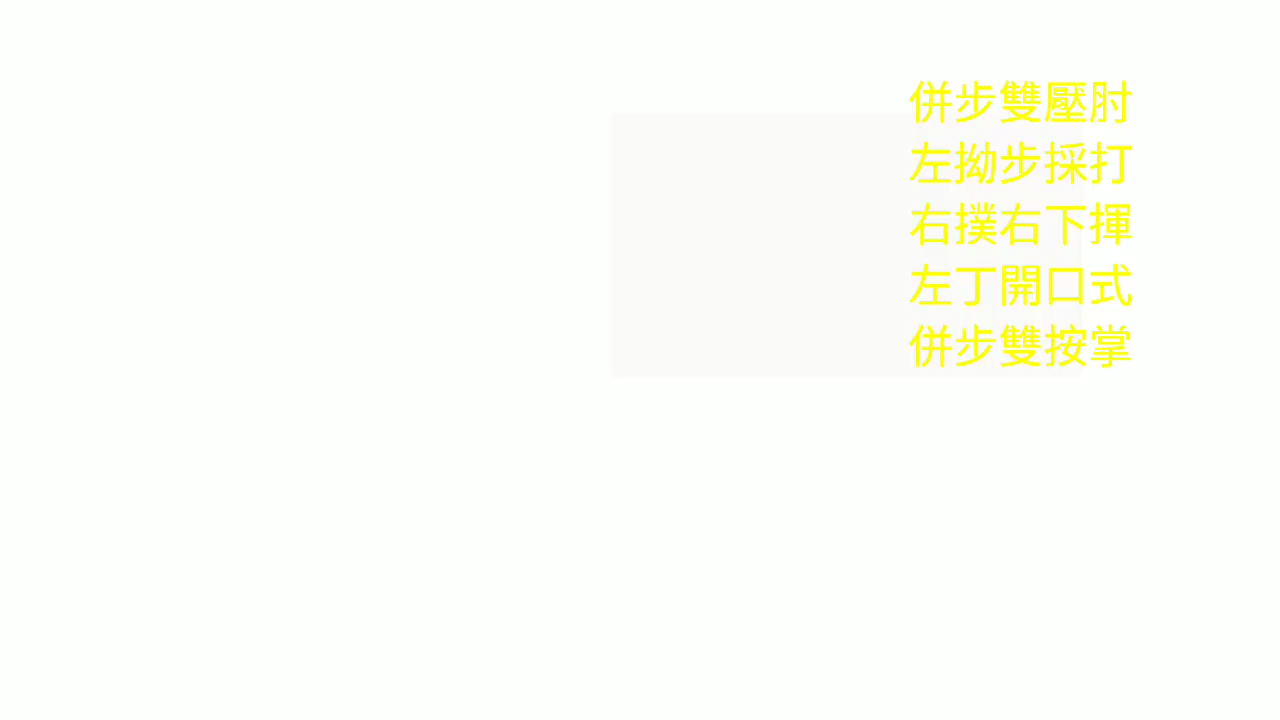 併步雙壓肘
左拗步採打
右撲右下揮
左丁開口式
併步雙按掌